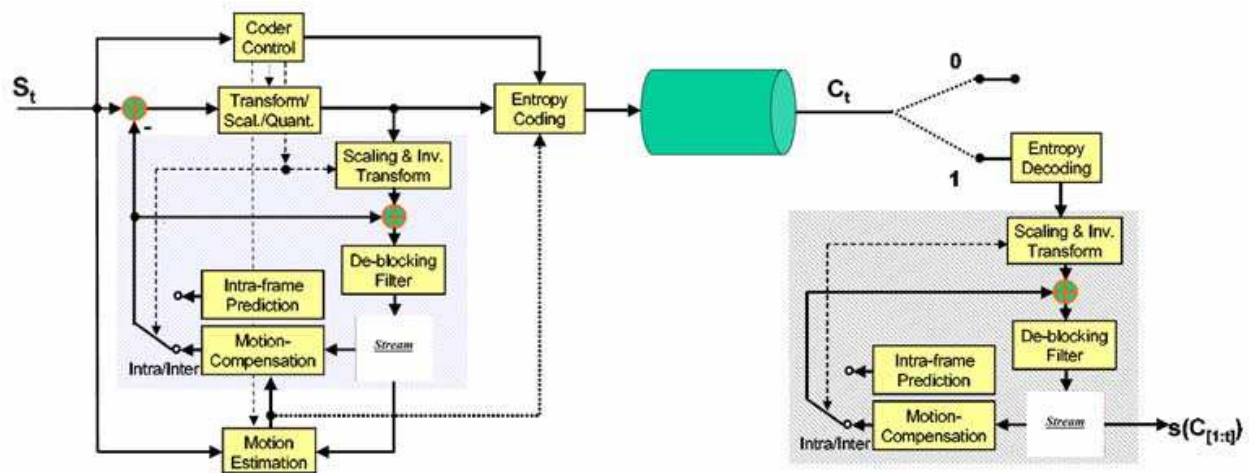 Coder
Control
S_t
Transform/
Scal./Quant.
-
Entropy
Coding
C_t
0
1
Entropy
Decoding
Scaling & Inv.
Transform
De-blocking
Filter
Intra-frame
Prediction
Motion-
Compensation
Intra/Inter
Stream
Motion
Estimation
Scaling & Inv.
Transform
De-blocking
Filter
Intra-frame
Prediction
Motion-
Compensation
Intra/Inter
Stream
s(C_[1:t])